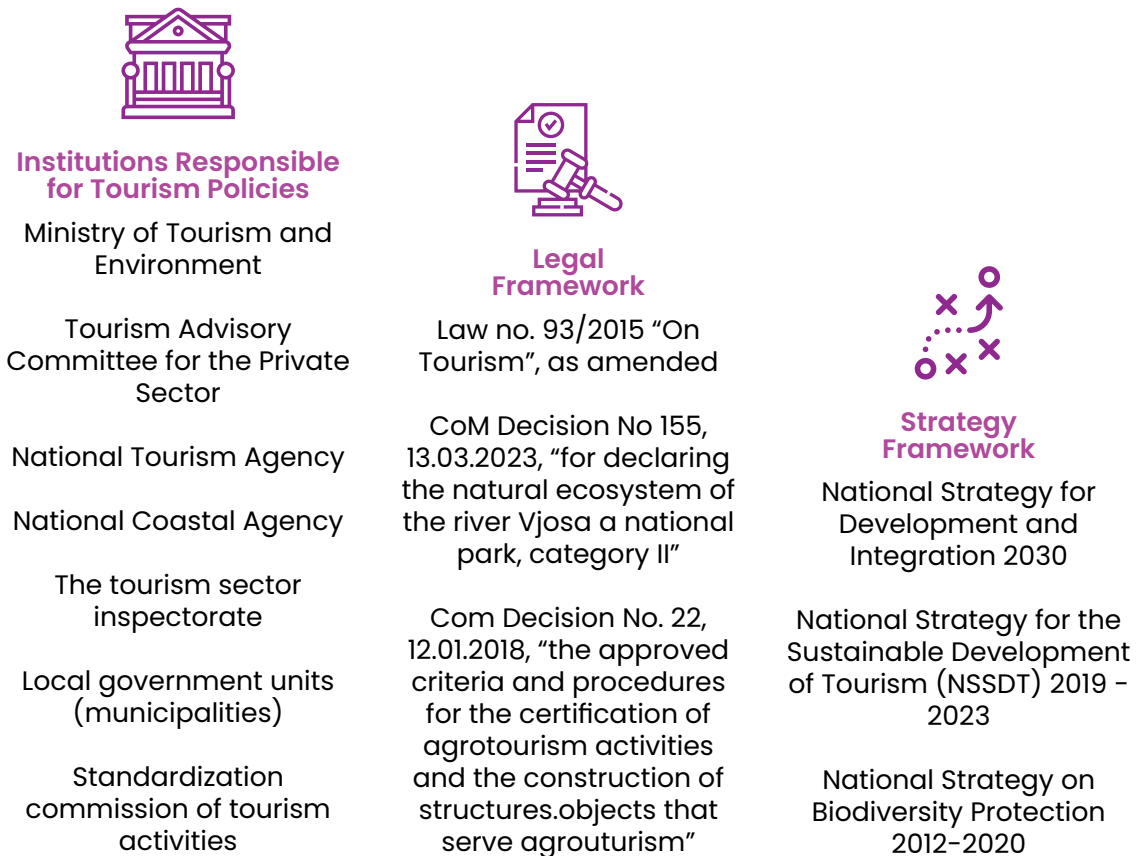 Institutions Responsible
for Tourism Policies
Ministry of Tourism and
Environment
Tourism Advisory
Committee for the Private
Sector
National Tourism Agency
National Coastal Agency
The tourism sector
inspectorate
Local government units
(municipalities)
Standardization
commission of tourism
activities
Legal
Framework
Law no. 93/2015 “On
Tourism”, as amended
CoM Decision No 155,
13.03.2023, “for declaring
the natural ecosystem of
the river Vjosa a national
park, category II”
Com Decision No. 22,
12.01.2018, “the approved
criteria and procedures
for the certification of
agrotourism activities
and the construction of
structures.objects that
serve agrouturism”
Strategy
Framework
National Strategy for
Development and
Integration 2030
National Strategy for the
Sustainable Development
of Tourism (NSSDT) 2019 -
2023
National Strategy on
Biodiversity Protection
2012-2020